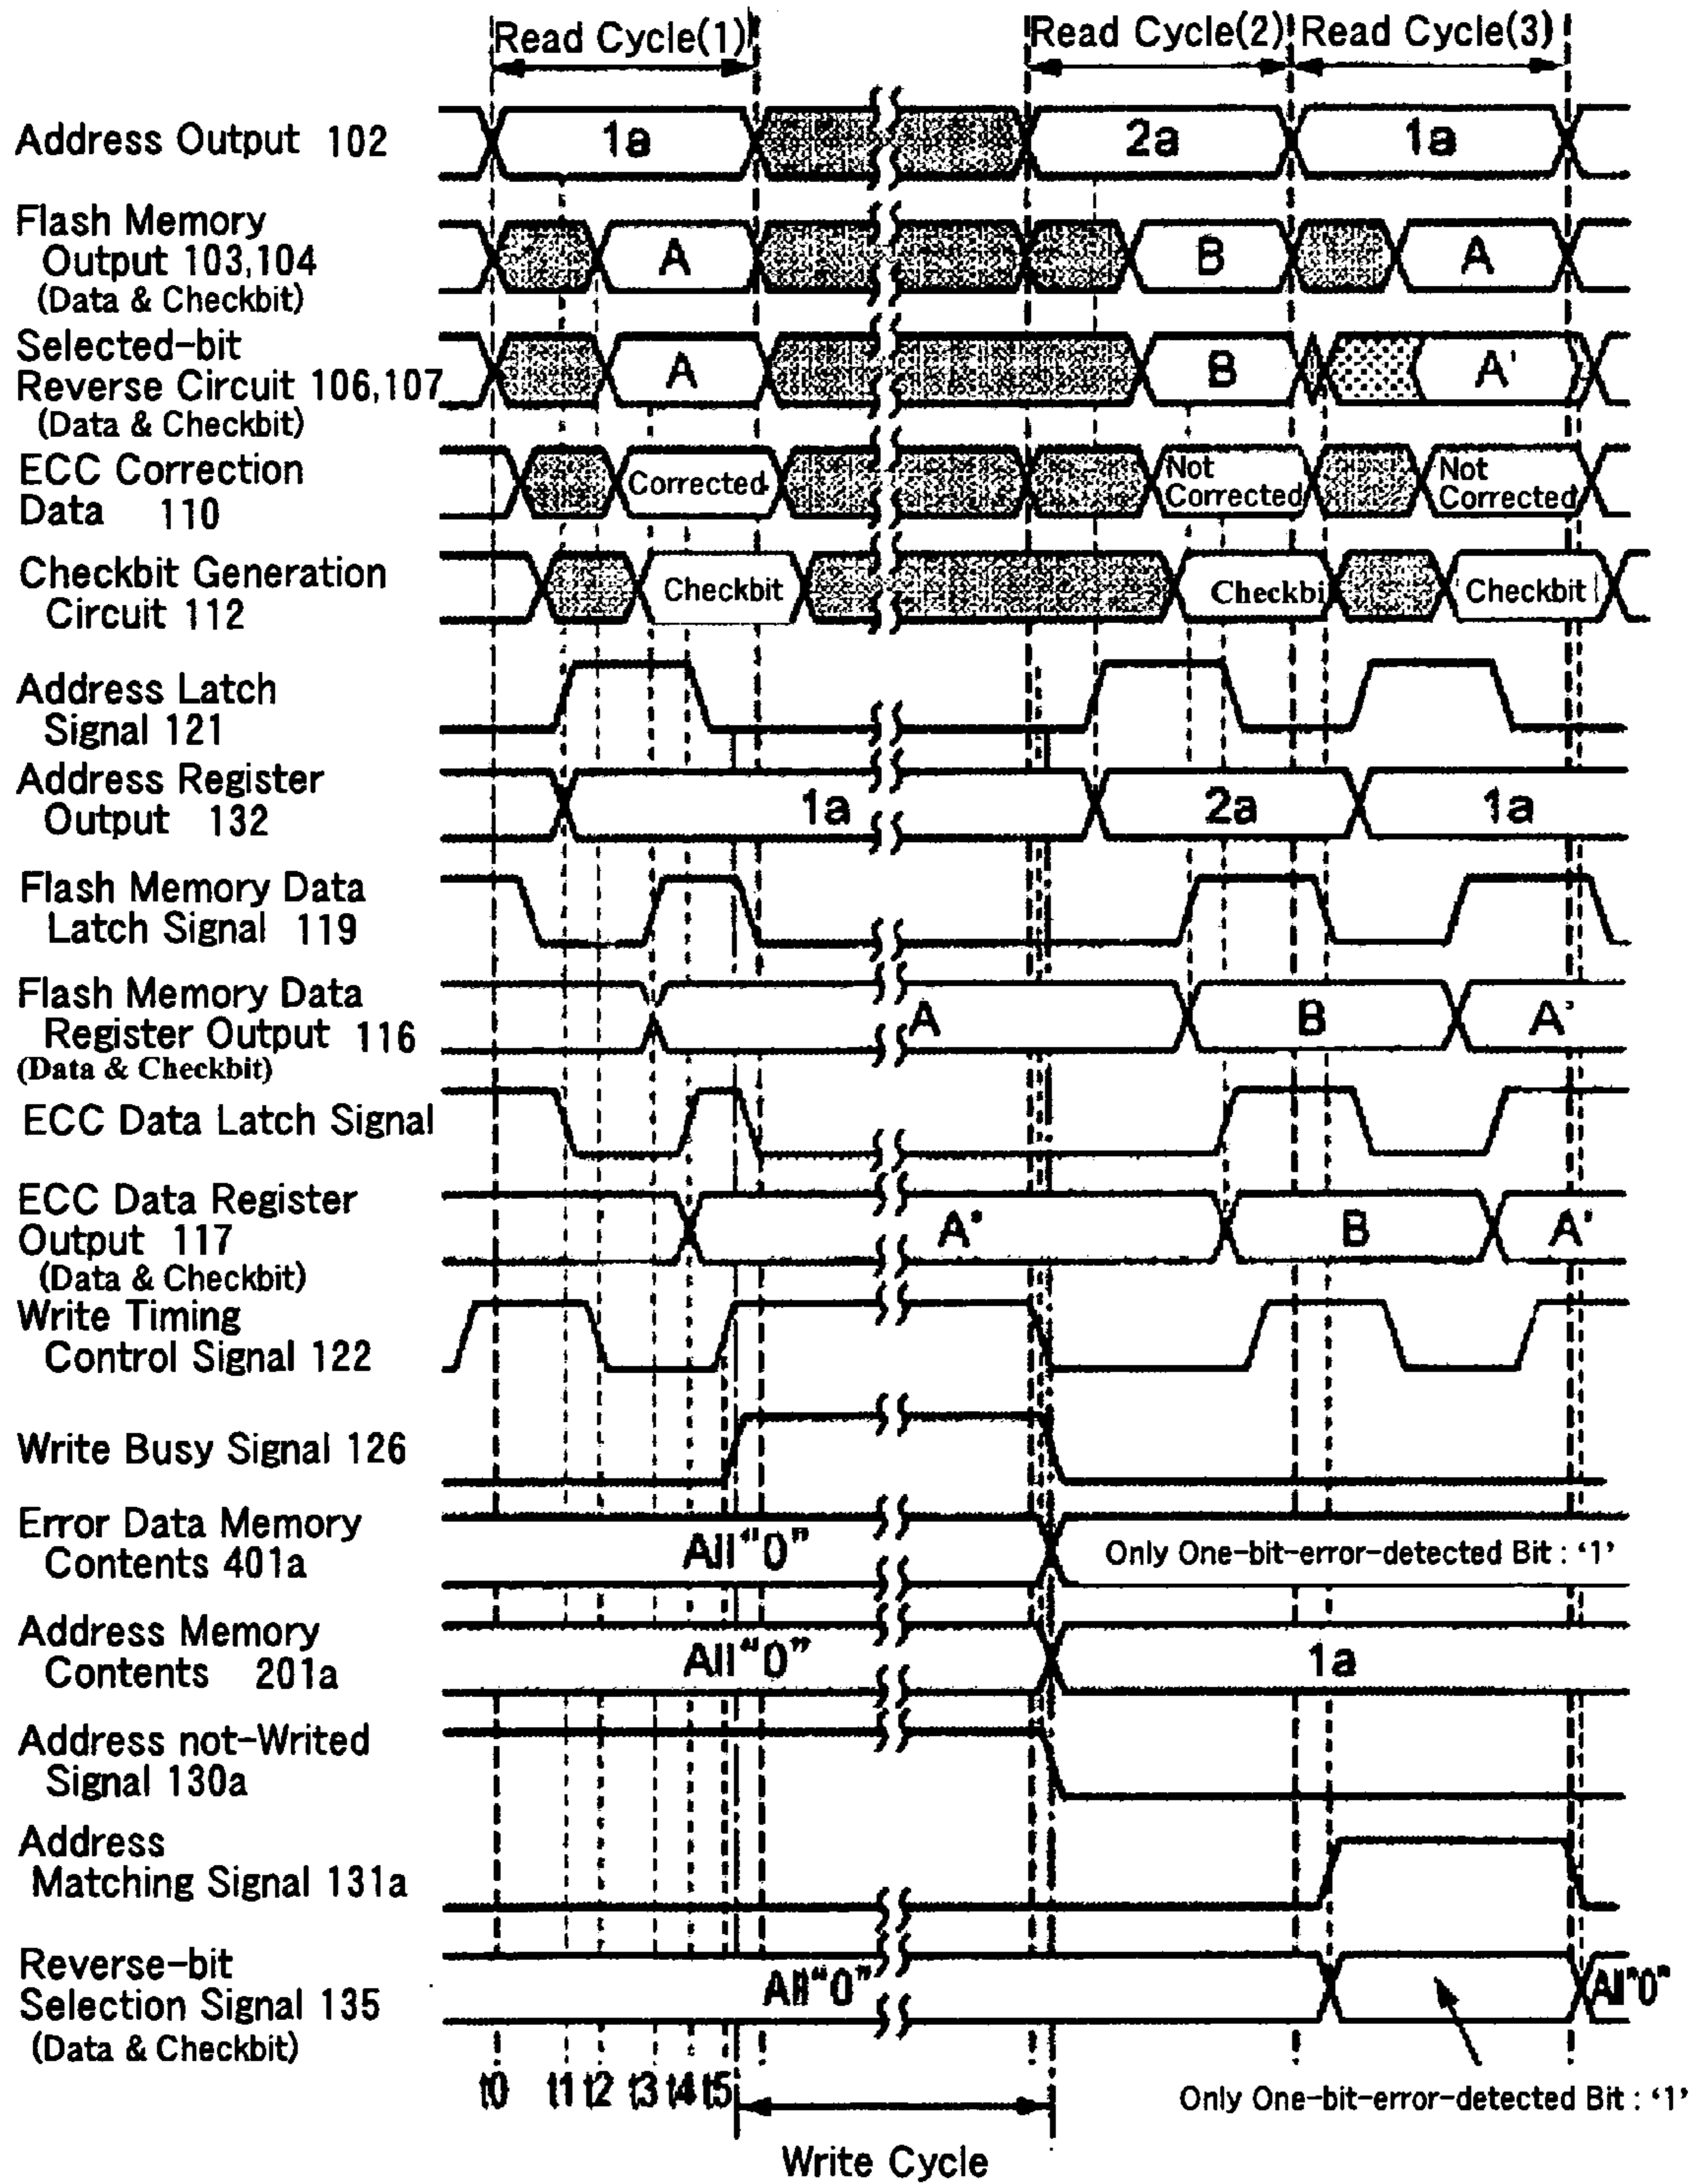 Read Cycle(1) Read Cycle(2) Read Cycle(3)
Address Output 102 1a 2a 1a
Flash Memory
Output 103,104 A B A
(Data & Checkbit)
Selected-bit
Reverse Circuit 106,107 A B A'
(Data & Checkbit)
ECC Correction
Data 110 Corrected Not Corrected Not Corrected
Checkbit Generation
Circuit 112 Checkbit Checkbi Checkbit
Address Latch
Signal 121
Address Register
Output 132 1a 2a 1a
Flash Memory Data
Latch Signal 119
Flash Memory Data
Register Output 116 A B A'
(Data & Checkbit)
ECC Data Latch Signal
ECC Data Register
Output 117 A' B A'
(Data & Checkbit)
Write Timing
Control Signal 122
Write Busy Signal 126
Error Data Memory
Contents 401a All"0" Only One-bit-error-detected Bit : '1'
Address Memory
Contents 201a All"0" 1a
Address not-Writed
Signal 130a
Address
Matching Signal 131a
Reverse-bit
Selection Signal 135 All"0" All"0"
(Data & Checkbit)
t0 t1 t2 t3 t4 t5
Only One-bit-error-detected Bit : '1'
Write Cycle